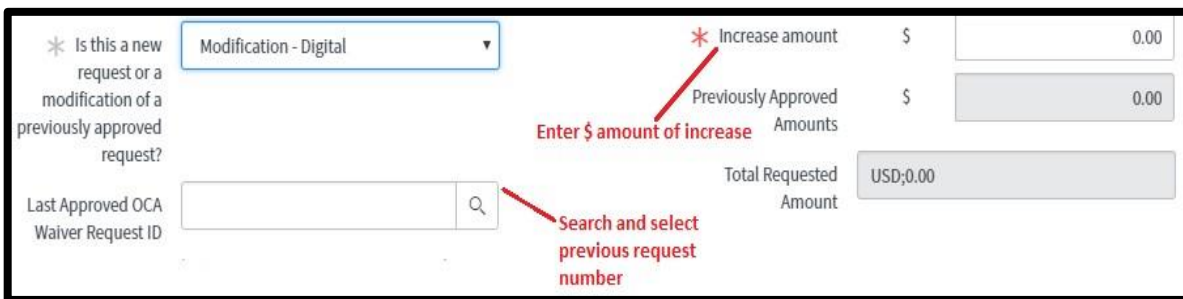 ✳ Is this a new
request or a
modification of a
previously approved
request?
Modification - Digital
Last Approved OCA
Waiver Request ID
✳ Increase amount
$
0.00
Enter $ amount of increase
Previously Approved
Amounts
$
0.00
Total Requested
Amount
USD;0.00
Search and select
previous request
number